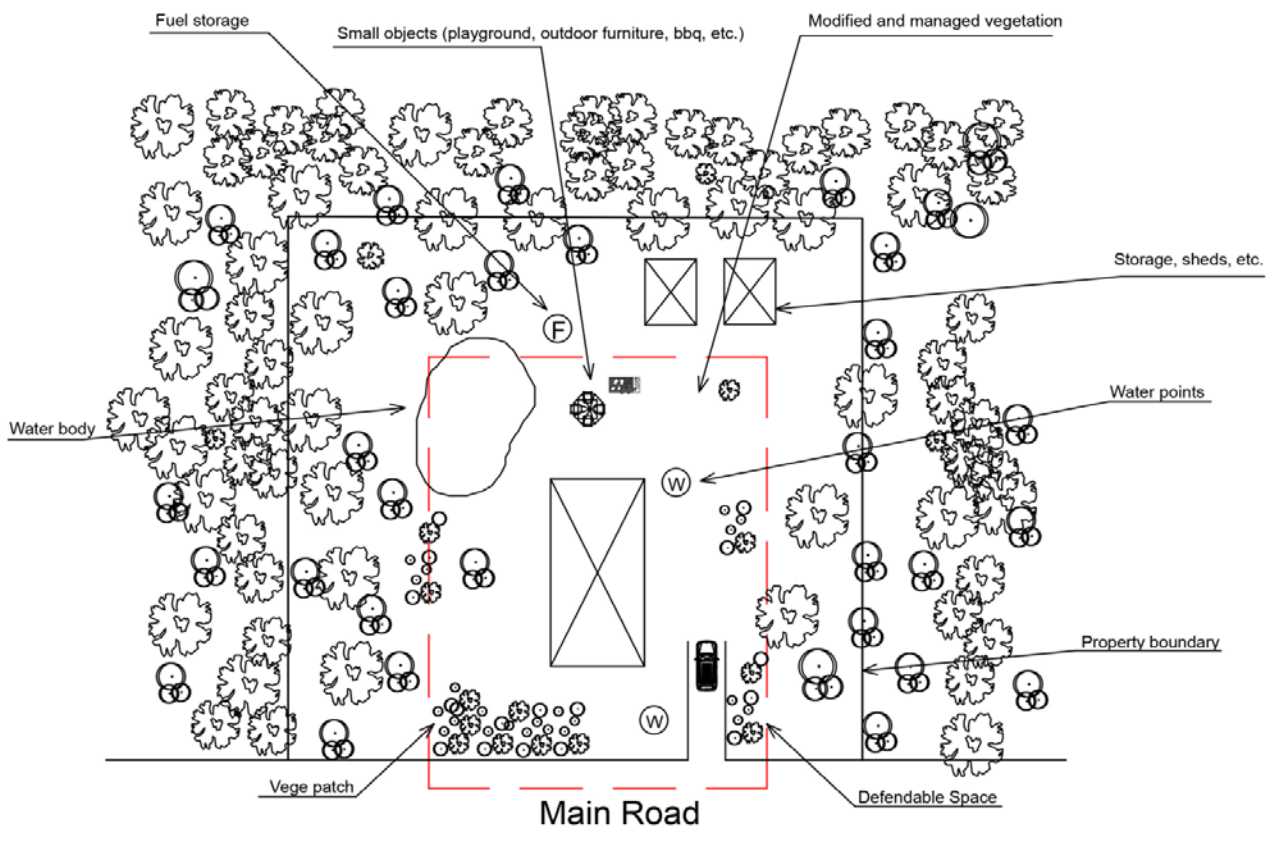 Fuel storage
Small objects (playground, outdoor furniture, bbq, etc.)
Modified and managed vegetation
Storage, sheds, etc.
F
Water points
Water body
W
Property boundary
W
Vege patch
Defendable Space
Main Road